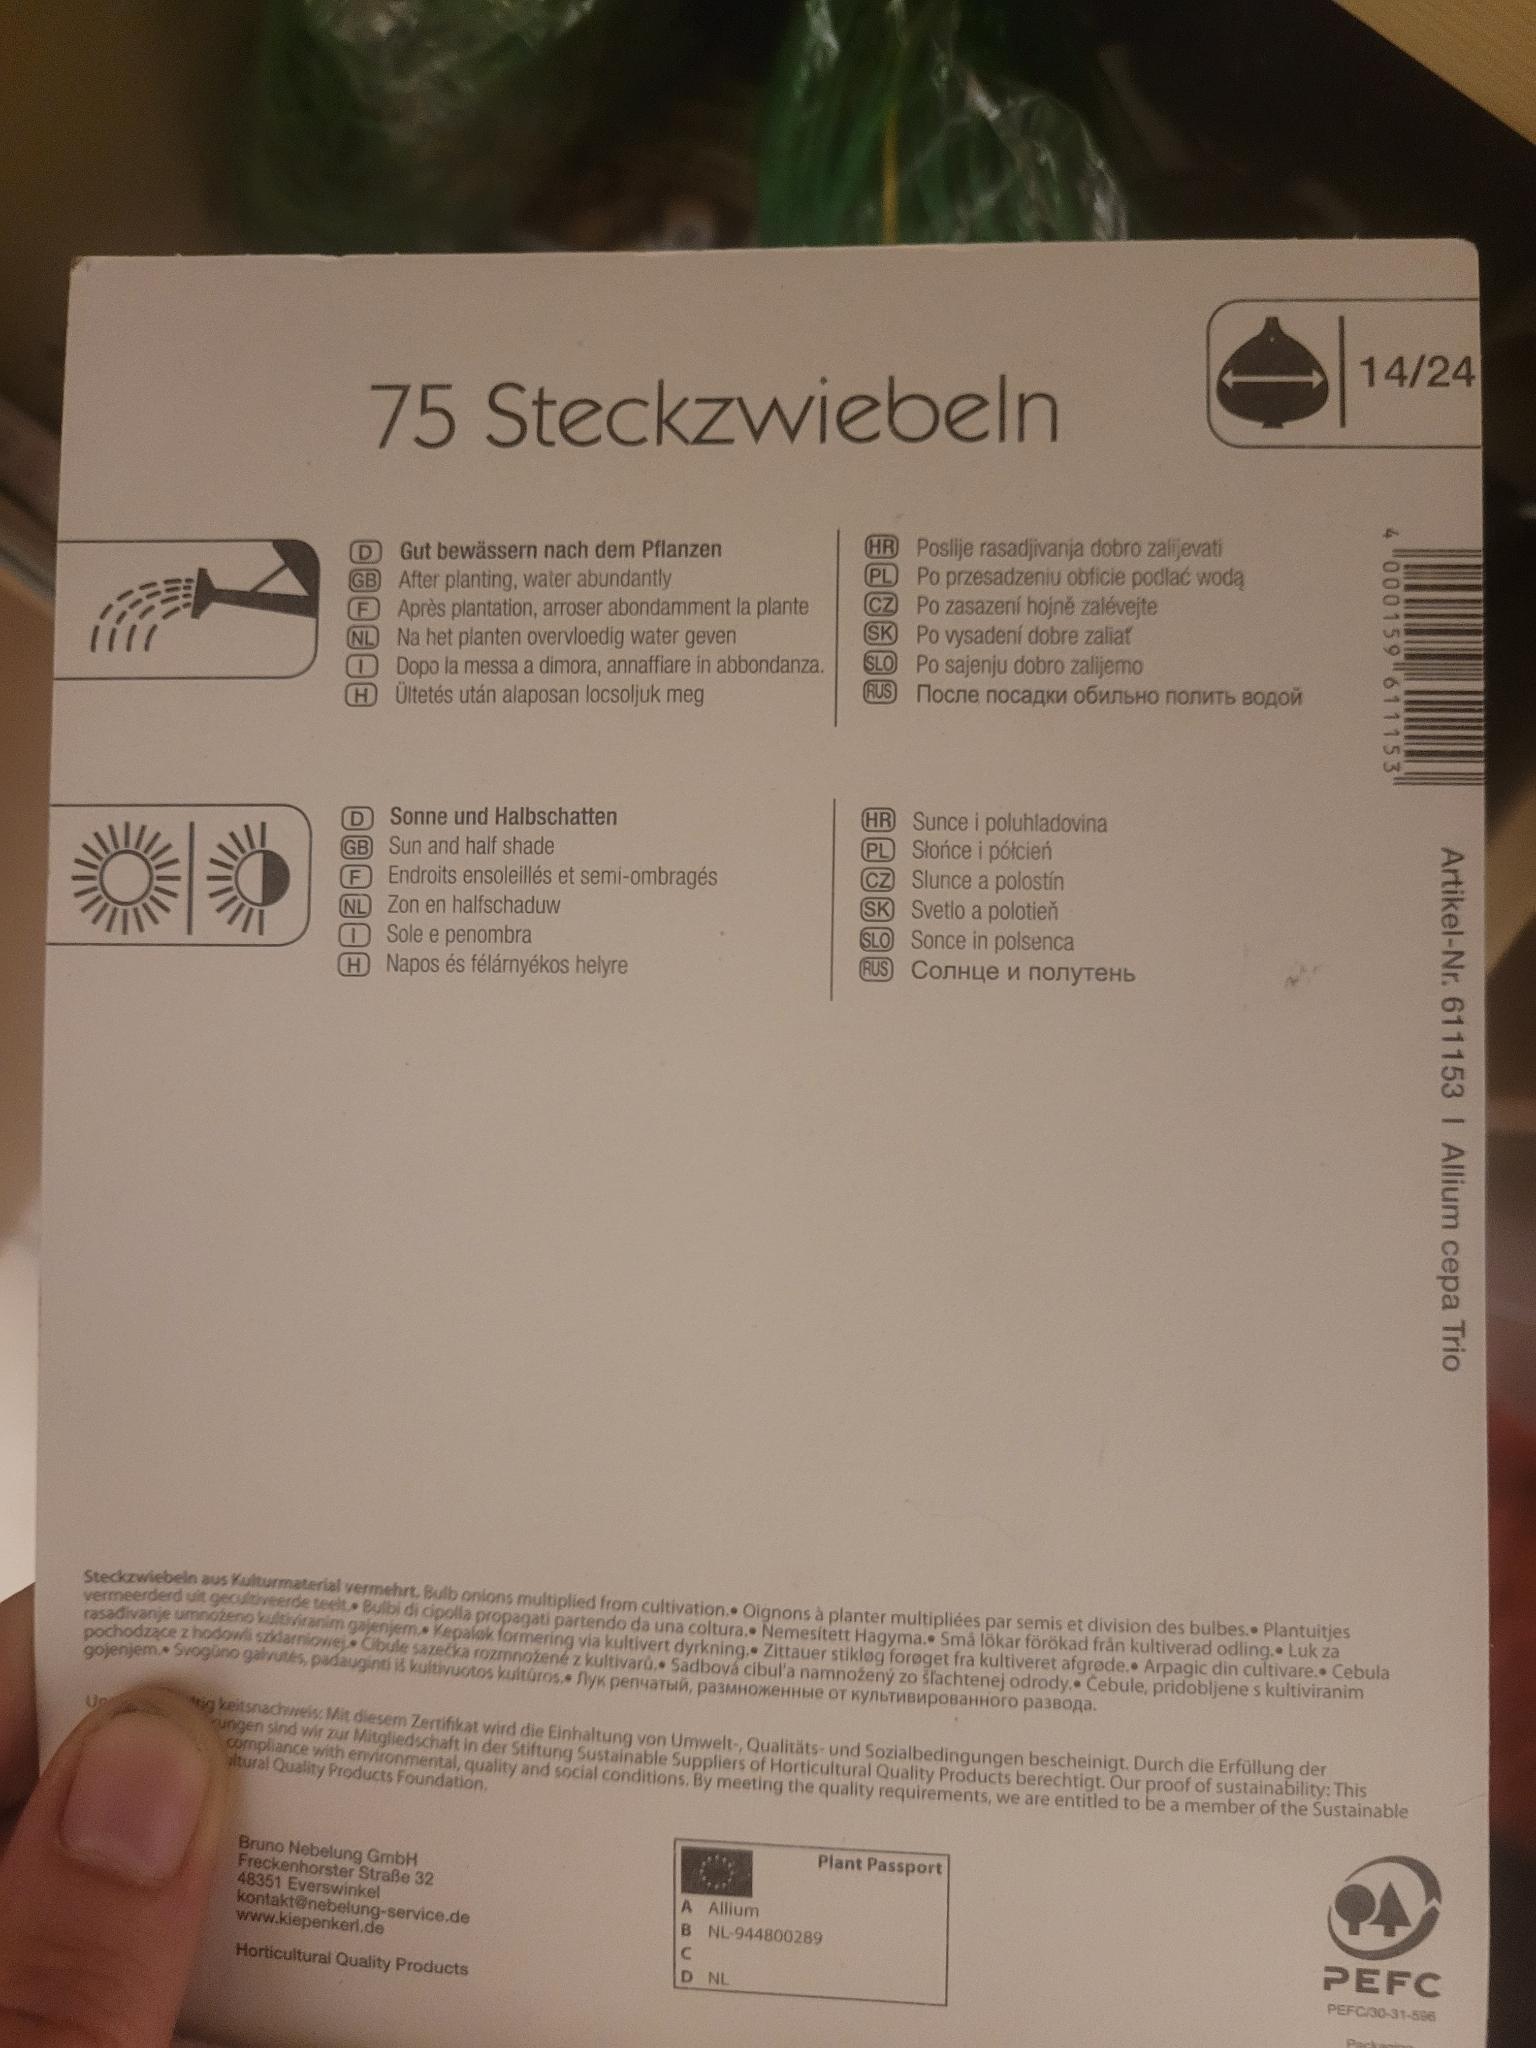 75 Steckzwiebeln
14/24
D Gut bewässern nach dem Pflanzen
GB After planting, water abundantly
F Après plantation, arroser abondamment la plante
NL Na het planten overvloedig water geven
I Dopo la messa a dimora, annaffiare in abbondanza.
H Ültetés után alaposan locsoljuk meg
HR Poslije rasadjivanja dobro zalijevati
PL Po przesadzeniu obficie podlać wodą
CZ Po zasazení hojně zalévejte
SK Po vysadení dobre zaliať
SLO Po sajenju dobro zalijemo
RUS После посадки обильно полить водой
4 000159 611153
D Sonne und Halbschatten
GB Sun and half shade
F Endroits ensoleillés et semi-ombragés
NL Zon en halfschaduw
I Sole e penombra
H Napos és félárnyékos helyre
HR Sunce i poluhladovina
PL Słońce i półcień
CZ Slunce a polostín
SK Svetlo a polotieň
SLO Sonce in polsenca
RUS Солнце и полутень
Artikel-Nr. 611153 I Allium cepa Trio
Steckzwiebeln aus Kulturmaterial vermehrt. Bulb onions multiplied from cultivation.• Oignons à planter multipliées par semis et division des bulbes.• Plantuitjes
vermeerderd uit gecultiveerde teelt.• Bulbi di cipolla propagati partendo da una coltura.• Nemesített Hagyma.• Små lökar förökad från kultiverad odling.• Luk za
rasađivanje umnoženo kultiviranim gajenjem.• Kepaløk formering via kultivert dyrkning.• Zittauer stikløg forøget fra kultiveret afgrøde.• Arpagic din cultivare.• Cebula
pochodzące z hodowli szklarniowej.• Cibule sazečka rozmnožené z kultivarů.• Sadbová cibul'a namnožený zo šľachtenej odrody.• Čebule, pridobljene s kultiviranim
gojenjem.• Svogūno galvutės, padauginti iš kultivuotos kultūros.• Лук репчатый, размноженные от культивированного развода.
keitsnachweis: Mit diesem Zertifikat wird die Einhaltung von Umwelt-, Qualitäts- und Sozialbedingungen bescheinigt. Durch die Erfüllung der
sind wir zur Mitgliedschaft in der Stiftung Sustainable Suppliers of Horticultural Quality Products berechtigt. Our proof of sustainability: This
compliance with environmental, quality and social conditions. By meeting the quality requirements, we are entitled to be a member of the Sustainable
Quality Products Foundation.
Bruno Nebelung GmbH
Freckenhorster Straße 32
48351 Everswinkel
kontakt@nebelung-service.de
www.kiepenkerl.de
Horticultural Quality Products
Plant Passport
A Allium
B NL-944800289
C
D NL
PEFC
PEFC/30-31-596